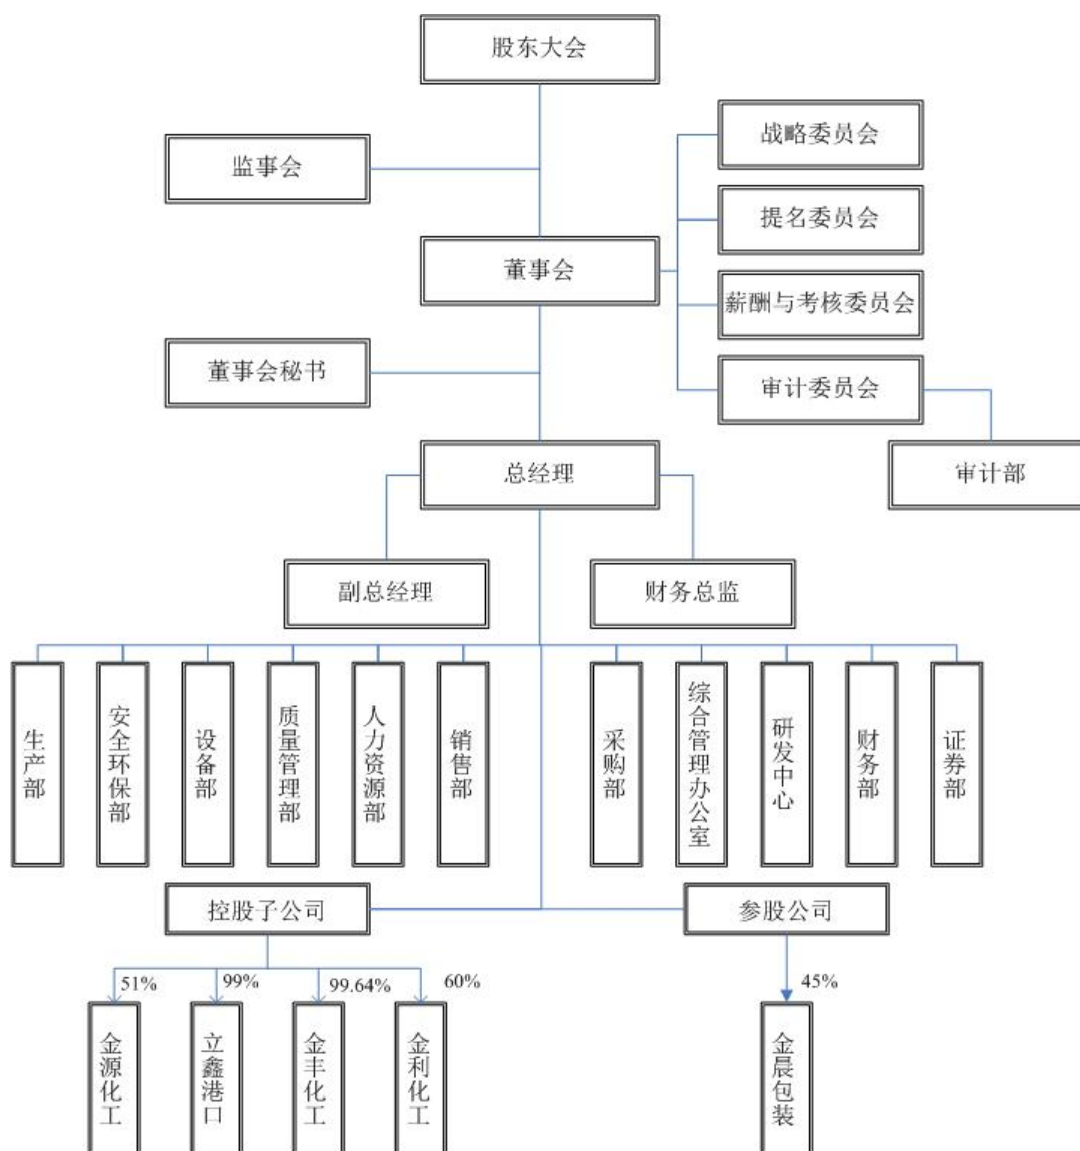 股东大会
战略委员会
监事会
提名委员会
董事会
薪酬与考核委员会
董事会秘书
审计委员会
总经理
审计部
副总经理
财务总监
生产部
安全环保部
设备部
质量管理部
人力资源部
销售部
采购部
综合管理办公室
研发中心
财务部
证券部
控股子公司
参股公司
51%
99%
99.64%
60%
45%
金源化工
立鑫港口
金丰化工
金利化工
金晨包装